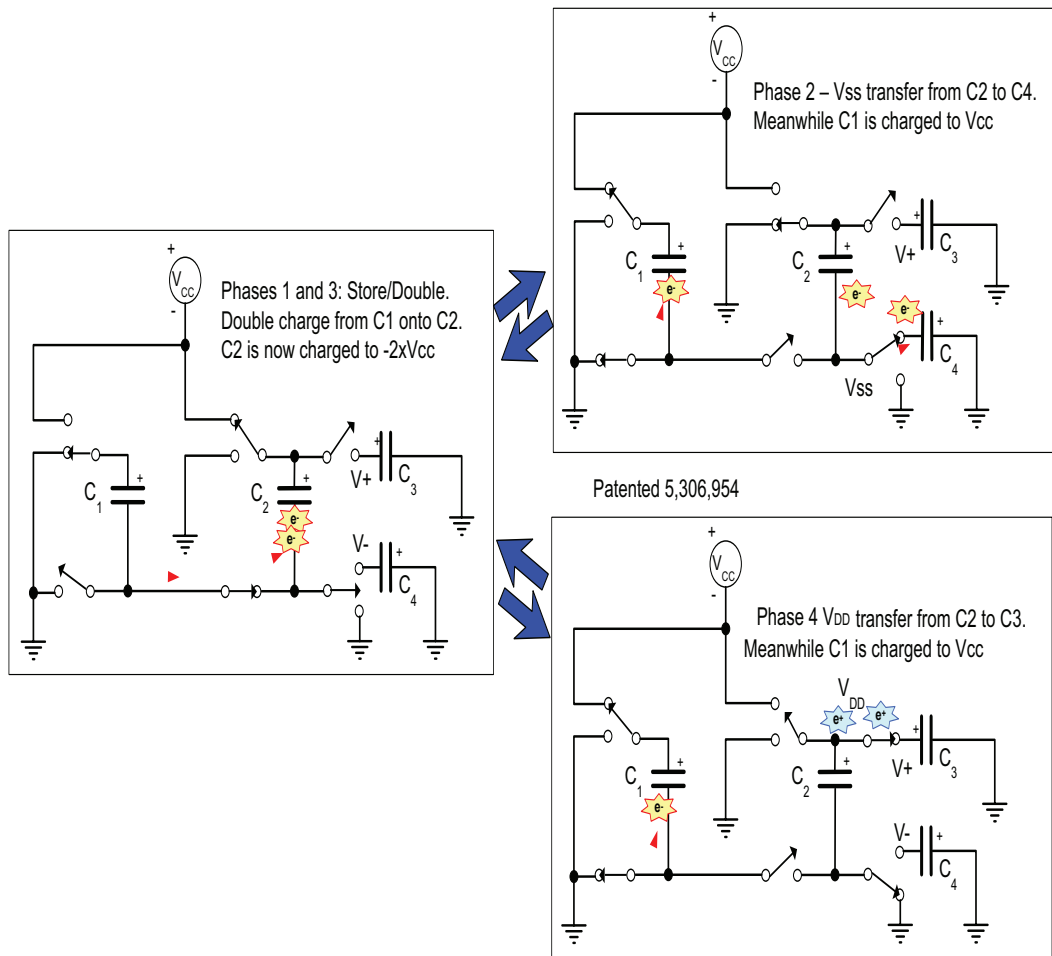 +
VCC
-
Phases 1 and 3: Store/Double.
Double charge from C1 onto C2.
C2 is now charged to -2xVcc
C1
+
C2
+
e-
e-
V+
+
C3
V-
+
C4
+
VCC
-
Phase 2 – Vss transfer from C2 to C4.
Meanwhile C1 is charged to Vcc
C1
+
e-
C2
+
e-
V+
+
C3
e-
+
C4
Vss
Patented 5,306,954
+
VCC
-
Phase 4 VDD transfer from C2 to C3.
Meanwhile C1 is charged to Vcc
VDD
e+
e+
C1
+
e-
C2
+
V+
+
C3
V-
+
C4